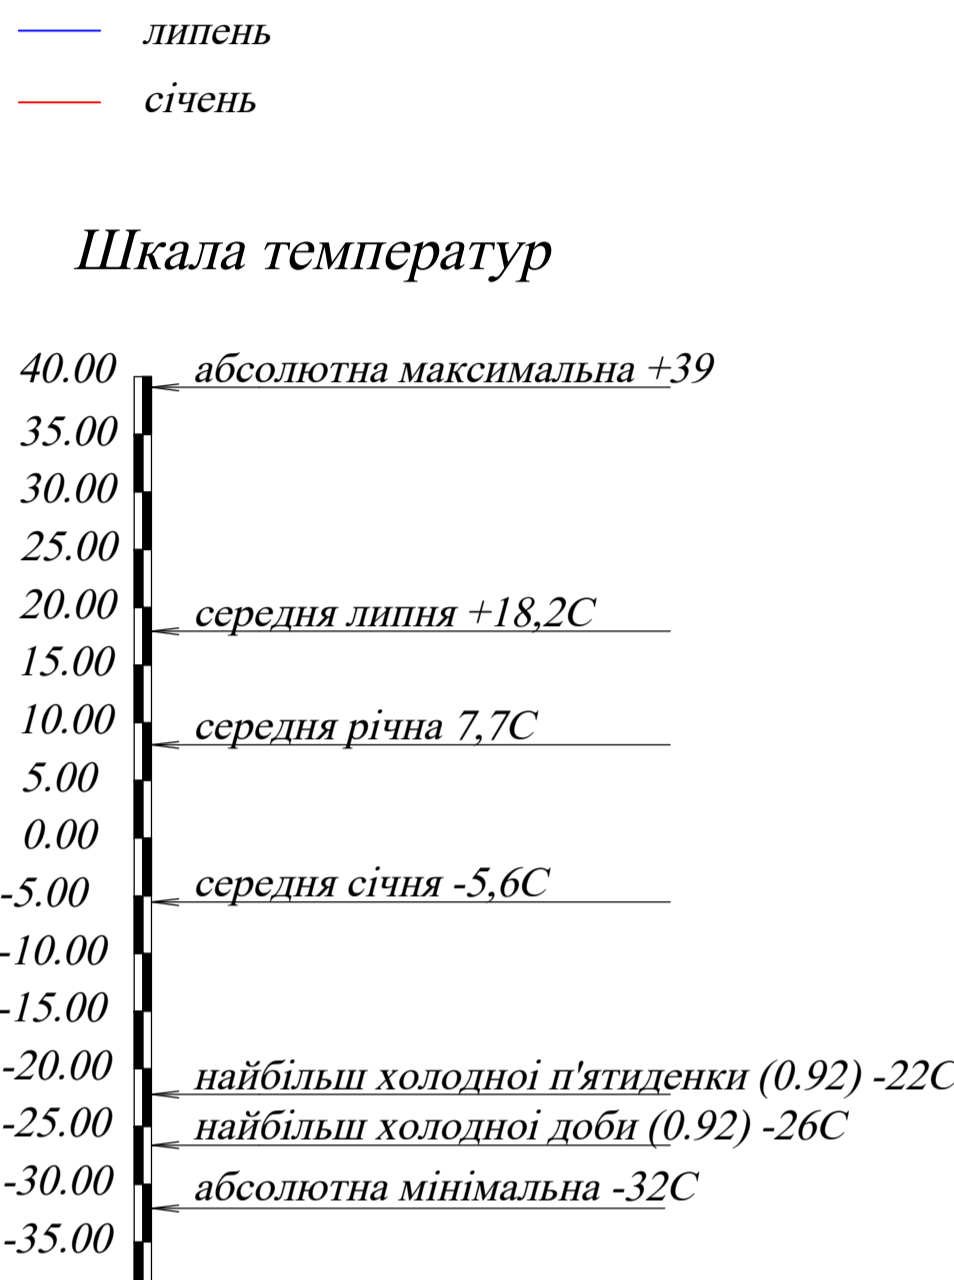 липень
січень
Шкала температур
40.00 абсолютна максимальна +39
35.00
30.00
25.00
20.00 середня липня +18,2С
15.00
10.00 середня річна 7,7С
5.00
0.00
-5.00 середня січня -5,6С
-10.00
-15.00
-20.00 найбільш холодноі п'ятиденки (0.92) -22С
-25.00 найбільш холодноі доби (0.92) -26С
-30.00 абсолютна мінімальна -32С
-35.00